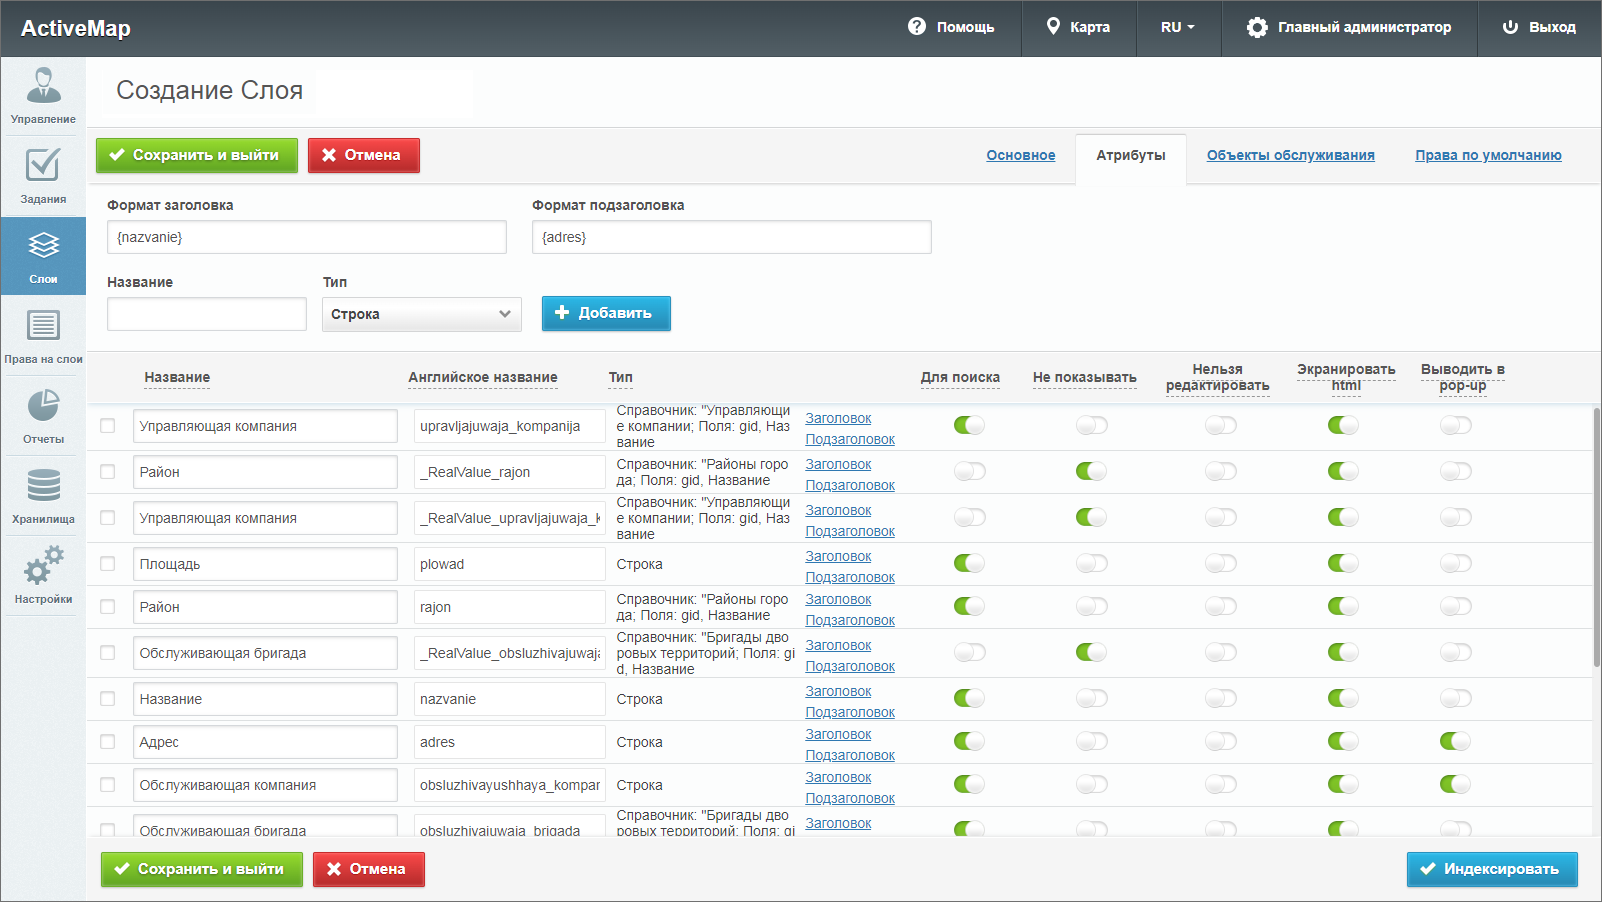 ActiveMap
Помощь
Карта
RU
Главный администратор
Выход
Управление
Задания
Слои
Права на слои
Отчеты
Хранилища
Настройки
Создание Слоя
Сохранить и выйти
Отмена
Основное
Атрибуты
Объекты обслуживания
Права по умолчанию
Формат заголовка
Формат подзаголовка
{nazvanie}
{adres}
Название
Тип
Строка
Добавить
Название
Английское название
Тип
Для поиска
Не показывать
Нельзя
редактировать
Экранировать
html
Выводить в
pop-up
Управляющая компания
upravljajuwaja_kompanija
Справочник: "Управляющи
е компании; Поля: gid, Наз
вание
Заголовок
Подзаголовок
Район
_RealValue_rajon
Справочник: "Районы горо
да; Поля: gid, Название
Заголовок
Подзаголовок
Управляющая компания
_RealValue_upravljajuwaja_k
Справочник: "Управляющи
е компании; Поля: gid, Наз
вание
Заголовок
Подзаголовок
Площадь
plowad
Строка
Заголовок
Подзаголовок
Район
rajon
Справочник: "Районы горо
да; Поля: gid, Название
Заголовок
Подзаголовок
Обслуживающая бригада
_RealValue_obsluzhivajuwaja
Справочник: "Бригады дво
ровых территорий; Поля: gi
d, Название
Заголовок
Подзаголовок
Название
nazvanie
Строка
Заголовок
Подзаголовок
Адрес
adres
Строка
Заголовок
Подзаголовок
Обслуживающая компания
obsluzhivayushhaya_kompan
Строка
Заголовок
Подзаголовок
Обслуживающая бригада
obsluzhivajuwaja_brigada
Справочник: "Бригады дво
ровых территорий; Поля: gi
Заголовок
Сохранить и выйти
Отмена
Индексировать